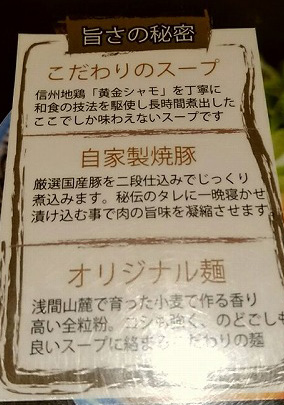 旨さの秘密
こだわりのスープ
信州地鶏「黄金シャモ」を丁寧に
和食の技法を駆使し長時間煮出した
ここでしか味わえないスープです
自家製焼豚
厳選国産豚を二段仕込みでじっくり
煮込みます。秘伝のタレに一晩寝かせ
漬け込む事で肉の旨味を凝縮させます。
オリジナル麺
浅間山麓で育った小麦で作る香り
高い全粒粉。コシも強く、のどごしも
良いスープに絡まるこだわりの麺